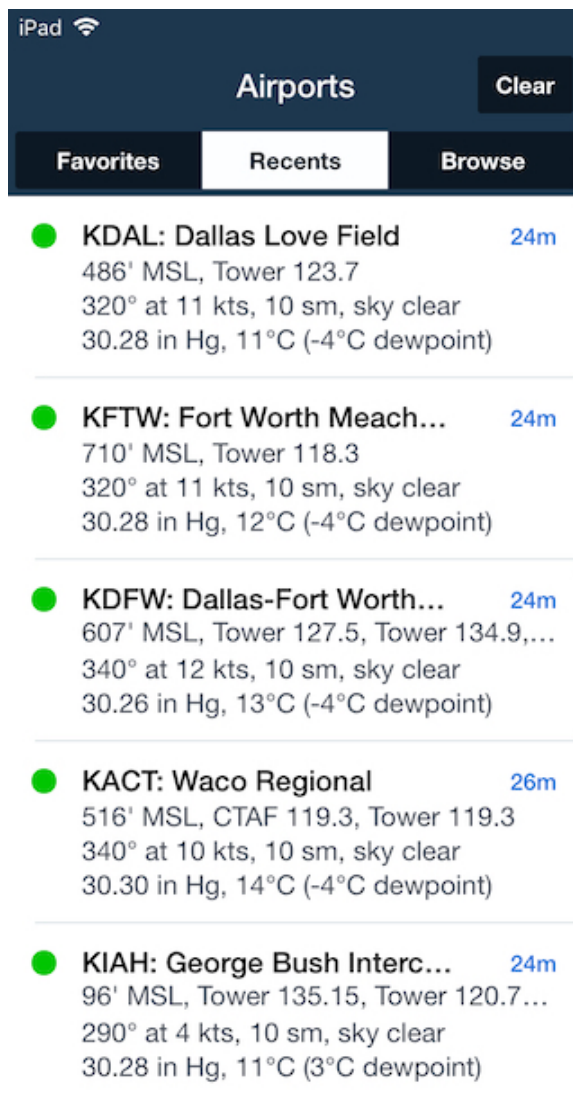 iPad
Airports
Clear
Favorites Recents Browse
KDAL: Dallas Love Field 24m
486' MSL, Tower 123.7
320° at 11 kts, 10 sm, sky clear
30.28 in Hg, 11°C (-4°C dewpoint)
KFTW: Fort Worth Meach... 24m
710' MSL, Tower 118.3
320° at 11 kts, 10 sm, sky clear
30.28 in Hg, 12°C (-4°C dewpoint)
KDFW: Dallas-Fort Worth... 24m
607' MSL, Tower 127.5, Tower 134.9,...
340° at 12 kts, 10 sm, sky clear
30.26 in Hg, 13°C (-4°C dewpoint)
KACT: Waco Regional 26m
516' MSL, CTAF 119.3, Tower 119.3
340° at 10 kts, 10 sm, sky clear
30.30 in Hg, 14°C (-4°C dewpoint)
KIAH: George Bush Interc... 24m
96' MSL, Tower 135.15, Tower 120.7...
290° at 4 kts, 10 sm, sky clear
30.28 in Hg, 11°C (3°C dewpoint)